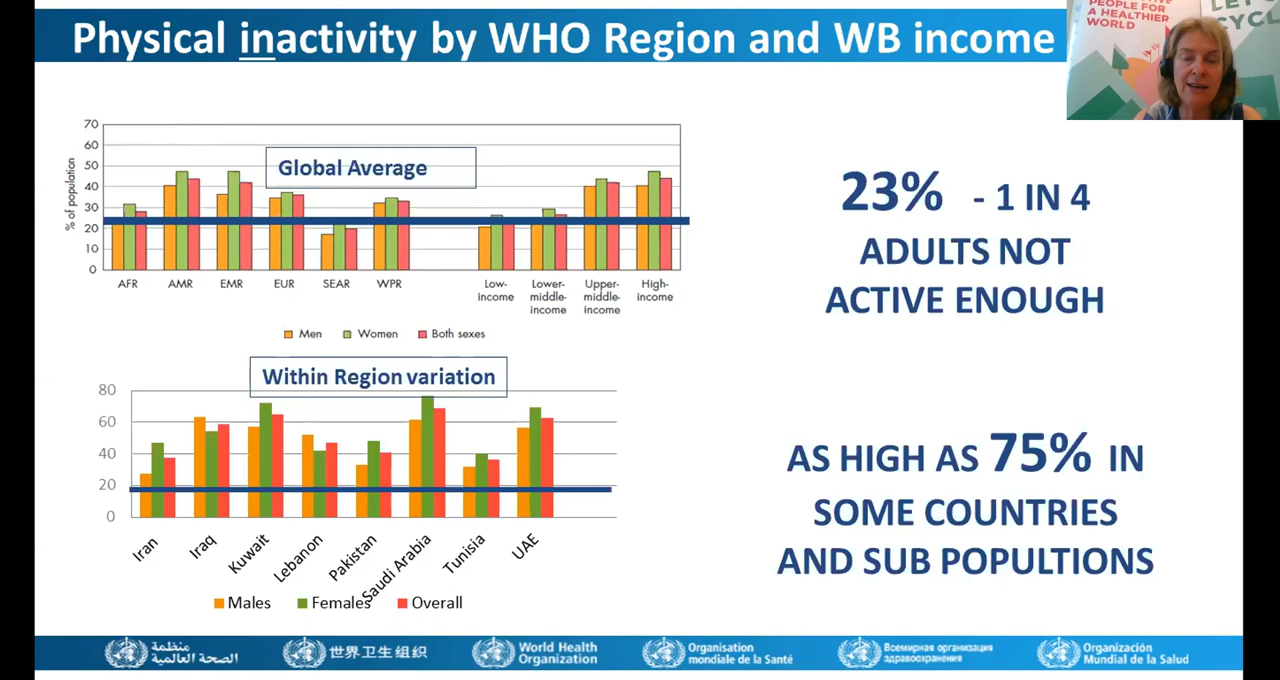 Physical inactivity by WHO Region and WB income
PEOPLE FOR
A HEALTHIER
WORLD
CYCL
70
60
50
40
30
20
10
0
% of population
Global Average
AFR
AMR
EMR
EUR
SEAR
WPR
Low-
income
Lower-
middle-
income
Upper-
middle-
income
High-
income
Men
Women
Both sexes
23% - 1 IN 4
ADULTS NOT
ACTIVE ENOUGH
Within Region variation
80
60
40
20
0
Iran
Iraq
Kuwait
Lebanon
Pakistan
Saudi Arabia
Tunisia
UAE
Males
Females
Overall
AS HIGH AS 75% IN
SOME COUNTRIES
AND SUB POPULTIONS
منظمة
الصحة العالمية
世界卫生组织
World Health
Organization
Organisation
mondiale de la Santé
Всемирная организация
здравоохранения
Organización
Mundial de la Salud